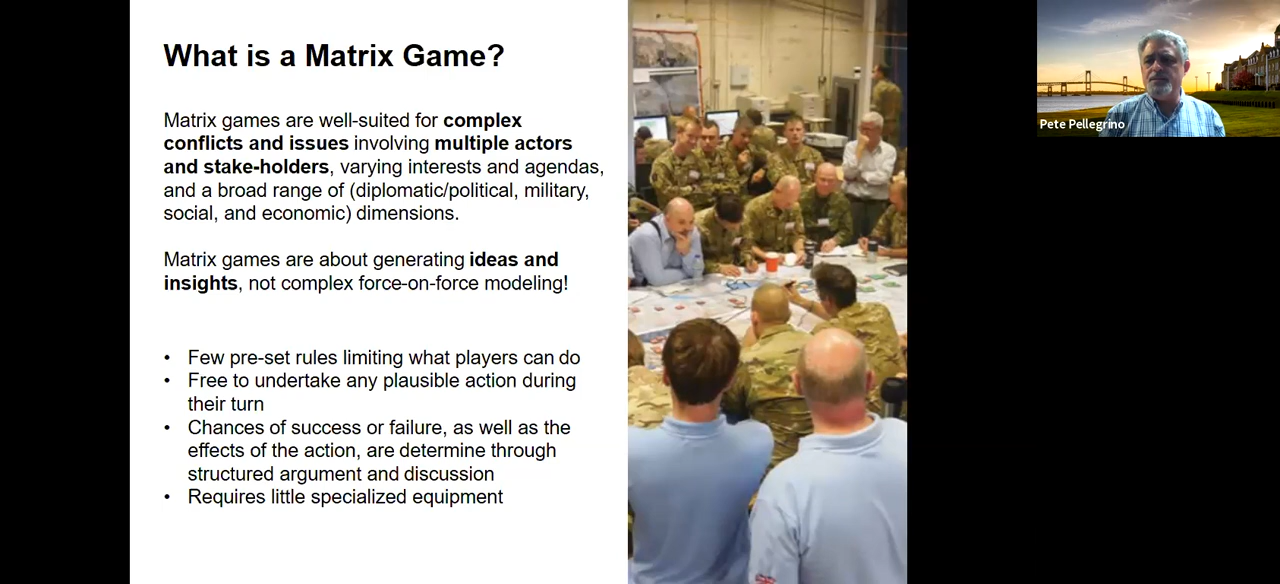 What is a Matrix Game?
Matrix games are well-suited for complex
conflicts and issues involving multiple actors
and stake-holders, varying interests and agendas,
and a broad range of (diplomatic/political, military,
social, and economic) dimensions.
Matrix games are about generating ideas and
insights, not complex force-on-force modeling!
• Few pre-set rules limiting what players can do
• Free to undertake any plausible action during
their turn
• Chances of success or failure, as well as the
effects of the action, are determine through
structured argument and discussion
• Requires little specialized equipment
Pete Pellegrino